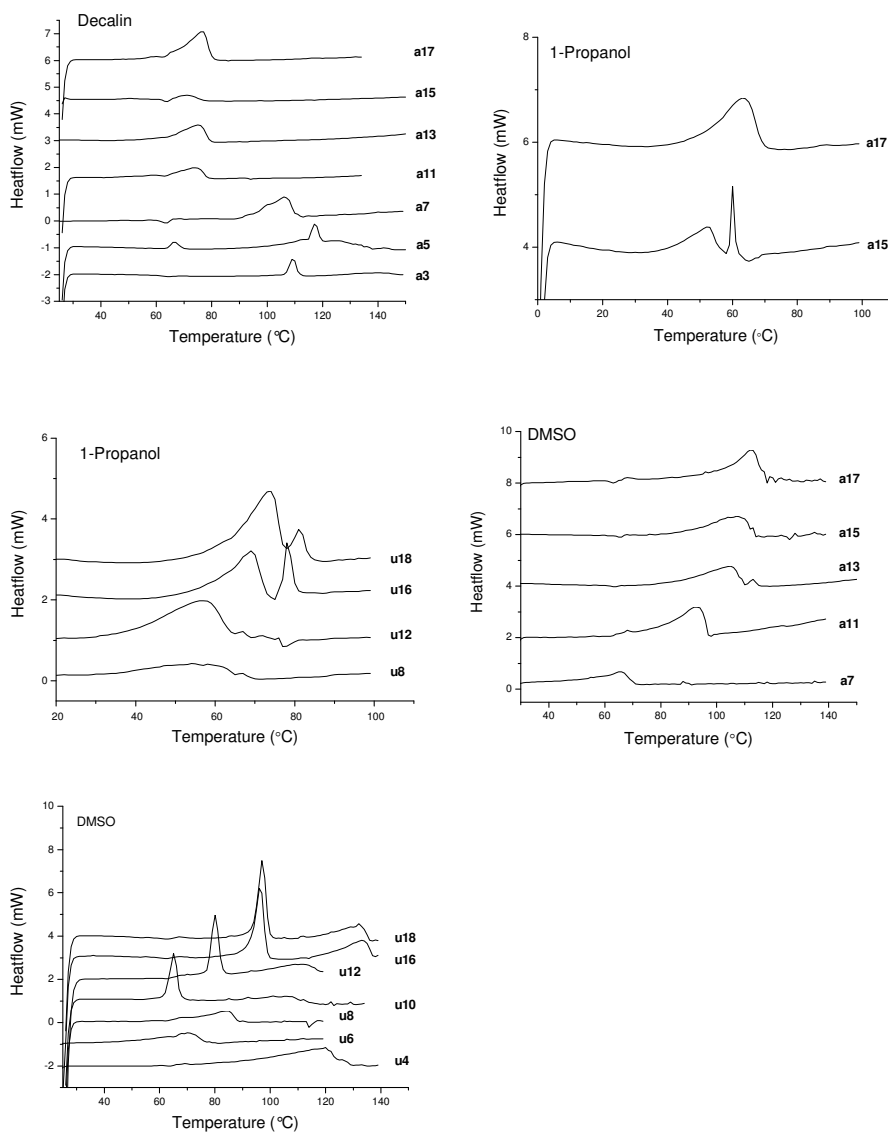 Decalin
7
6
5
4
3
2
1
0
-1
-2
-3
Heatflow (mW)
a17
a15
a13
a11
a7
a5
a3
40 60 80 100 120 140
Temperature (°C)
1-Propanol
8
6
4
Heatflow (mW)
a17
a15
0 20 40 60 80 100
Temperature (°C)
1-Propanol
6
4
2
0
Heatflow (mW)
u18
u16
u12
u8
20 40 60 80 100
Temperature (°C)
DMSO
10
8
6
4
2
0
Heatflow (mW)
a17
a15
a13
a11
a7
40 60 80 100 120 140
Temperature (°C)
DMSO
10
8
6
4
2
0
-2
Heatflow (mW)
u18
u16
u12
u10
u8
u6
u4
40 60 80 100 120 140
Temperature (°C)